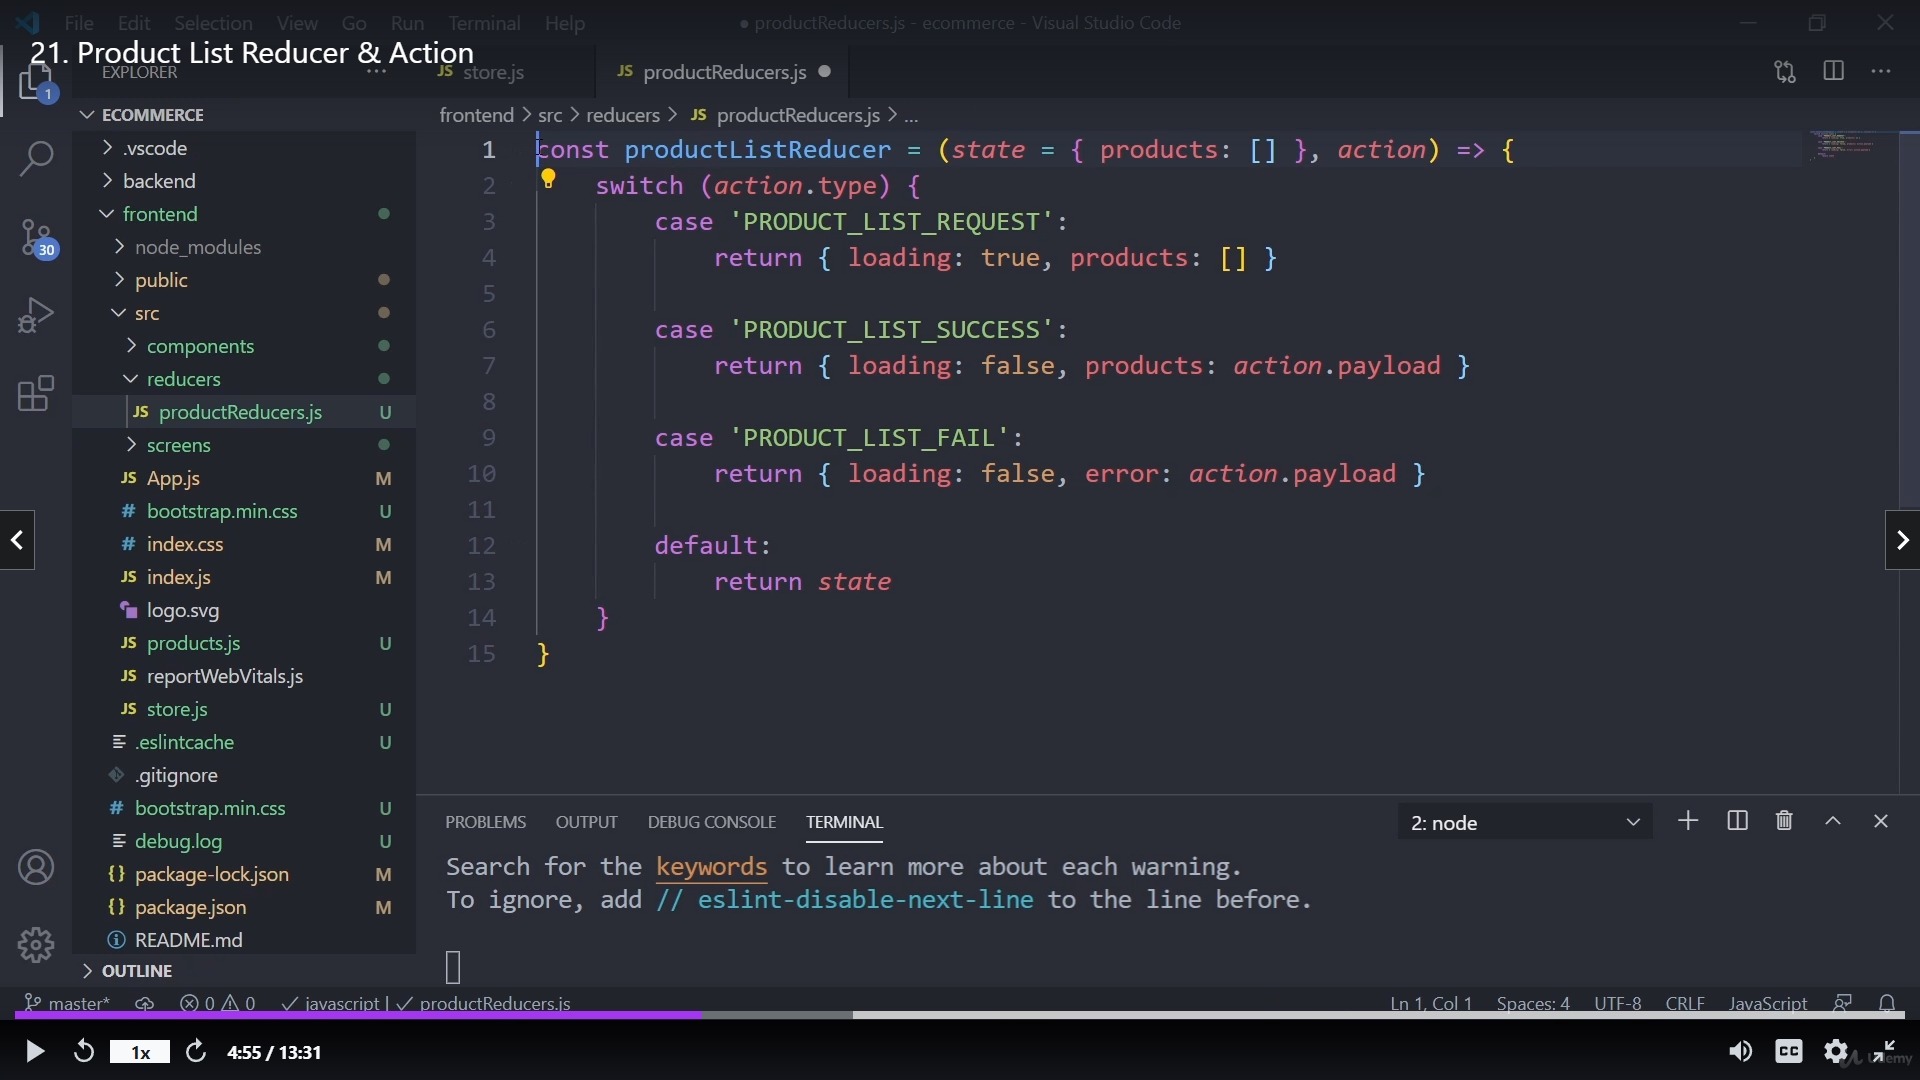 File Edit Selection View Go Run Terminal Help
● productReducers.js - ecommerce - Visual Studio Code
21. Product List Reducer & Action
EXPLORER ···
JS store.js
JS productReducers.js ●
1
ECOMMERCE
frontend > src > reducers > JS productReducers.js > ...
> .vscode
> backend
frontend
> node_modules
> public
src
> components
reducers
JS productReducers.js U
> screens
JS App.js M
# bootstrap.min.css U
# index.css M
JS index.js M
logo.svg
JS products.js U
JS reportWebVitals.js
JS store.js U
.eslintcache U
.gitignore
# bootstrap.min.css U
debug.log U
{} package-lock.json M
{} package.json M
README.md
> OUTLINE
30
1 const productListReducer = (state = { products: [] }, action) => {
2     switch (action.type) {
3         case 'PRODUCT_LIST_REQUEST':
4             return { loading: true, products: [] }
5
6         case 'PRODUCT_LIST_SUCCESS':
7             return { loading: false, products: action.payload }
8
9         case 'PRODUCT_LIST_FAIL':
10             return { loading: false, error: action.payload }
11
12         default:
13             return state
14     }
15 }
PROBLEMS OUTPUT DEBUG CONSOLE TERMINAL
2: node
Search for the keywords to learn more about each warning.
To ignore, add // eslint-disable-next-line to the line before.
master* 0 0 javascript | productReducers.js
Ln 1, Col 1 Spaces: 4 UTF-8 CRLF JavaScript
1x 4:55 / 13:31
CC
Udemy